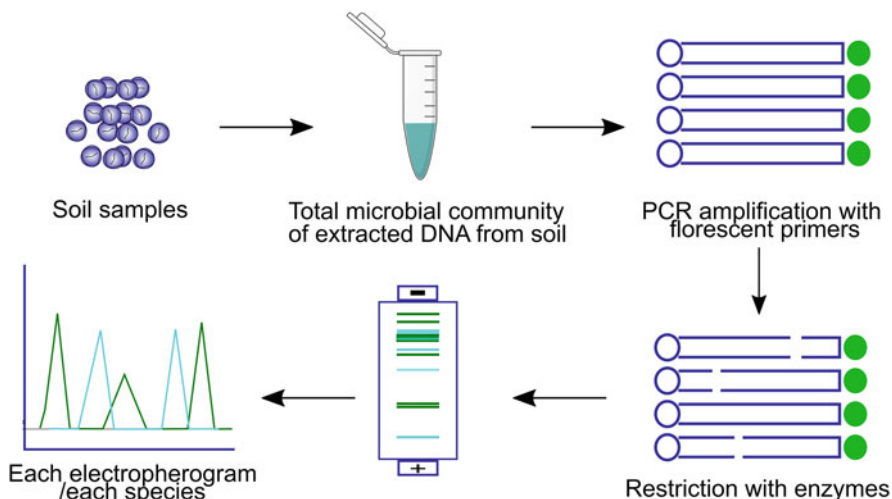 Soil samples
Total microbial community
of extracted DNA from soil
PCR amplification with
florescent primers
Restriction with enzymes
-
+
Each electropherogram
/each species